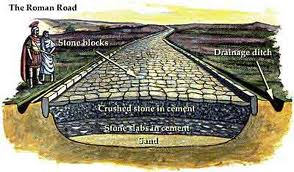 The Roman Road
Stone blocks
Drainage ditch
Crushed stone in cement
Stone slabs in cement
Sand